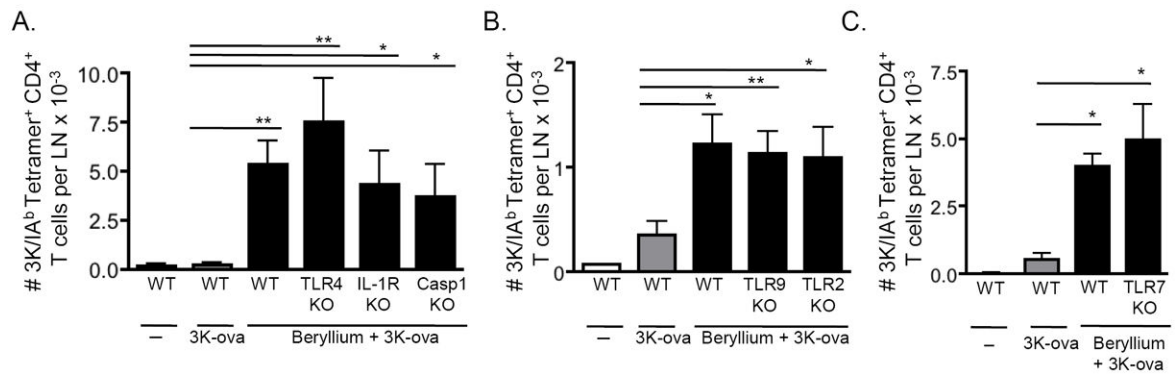 A.
# 3K/IAᵇ Tetramer⁺ CD4⁺
T cells per LN x 10⁻³
10.0
7.5
5.0
2.5
0.0
**
*
*
**
WT WT WT TLR4 KO IL-1R KO Casp1 KO
– 3K-ova Beryllium + 3K-ova
B.
# 3K/IAᵇ Tetramer⁺ CD4⁺
T cells per LN x 10⁻³
2
1
0
*
**
*
WT WT WT TLR9 KO TLR2 KO
– 3K-ova Beryllium + 3K-ova
C.
# 3K/IAᵇ Tetramer⁺ CD4⁺
T cells per LN x 10⁻³
7.5
5.0
2.5
0.0
*
*
WT WT WT TLR7 KO
– 3K-ova Beryllium
+ 3K-ova